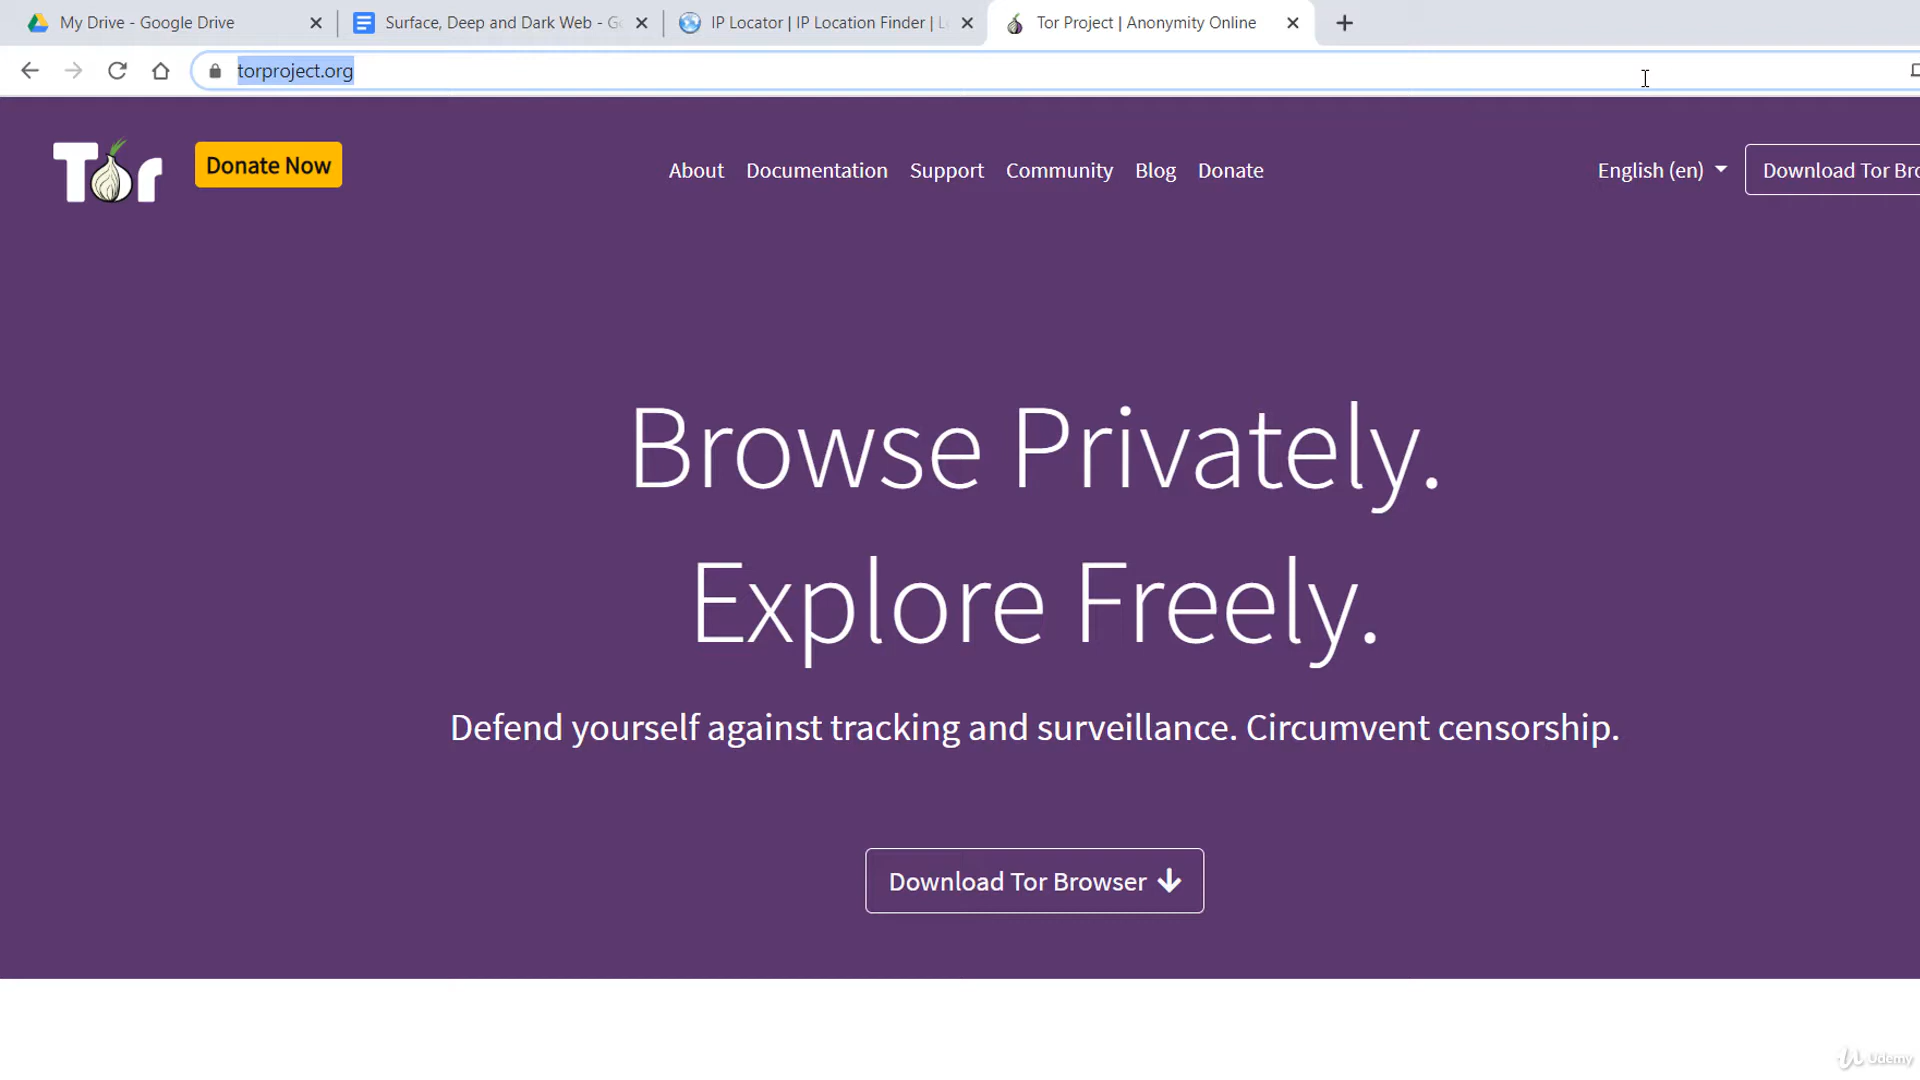 My Drive - Google Drive
Surface, Deep and Dark Web - G
IP Locator | IP Location Finder |
Tor Project | Anonymity Online
torproject.org
Tor
Donate Now
About
Documentation
Support
Community
Blog
Donate
English (en)
Download Tor Bro
Browse Privately.
Explore Freely.
Defend yourself against tracking and surveillance. Circumvent censorship.
Download Tor Browser
Udemy